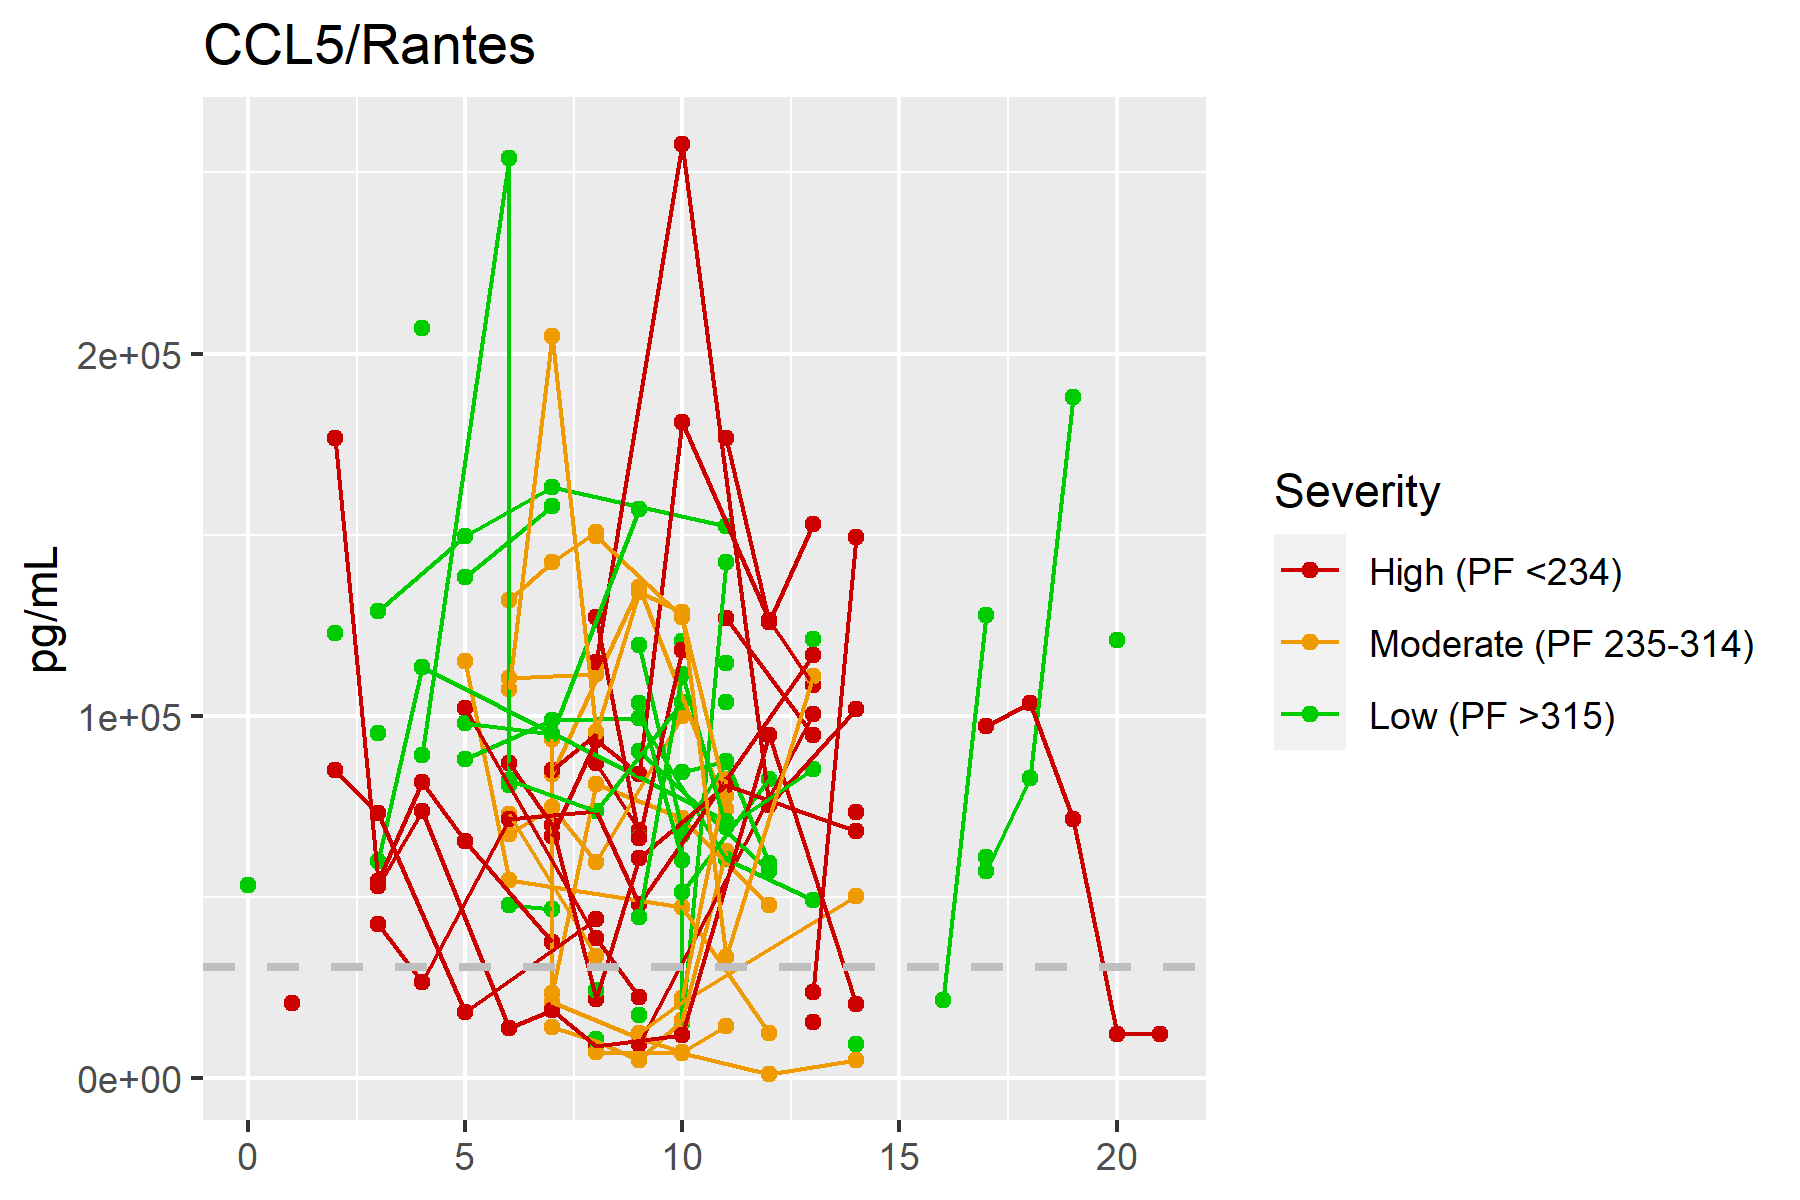 CCL5/Rantes
pg/mL
2e+05
1e+05
0e+00
0 5 10 15 20
Severity
High (PF <234)
Moderate (PF 235-314)
Low (PF >315)